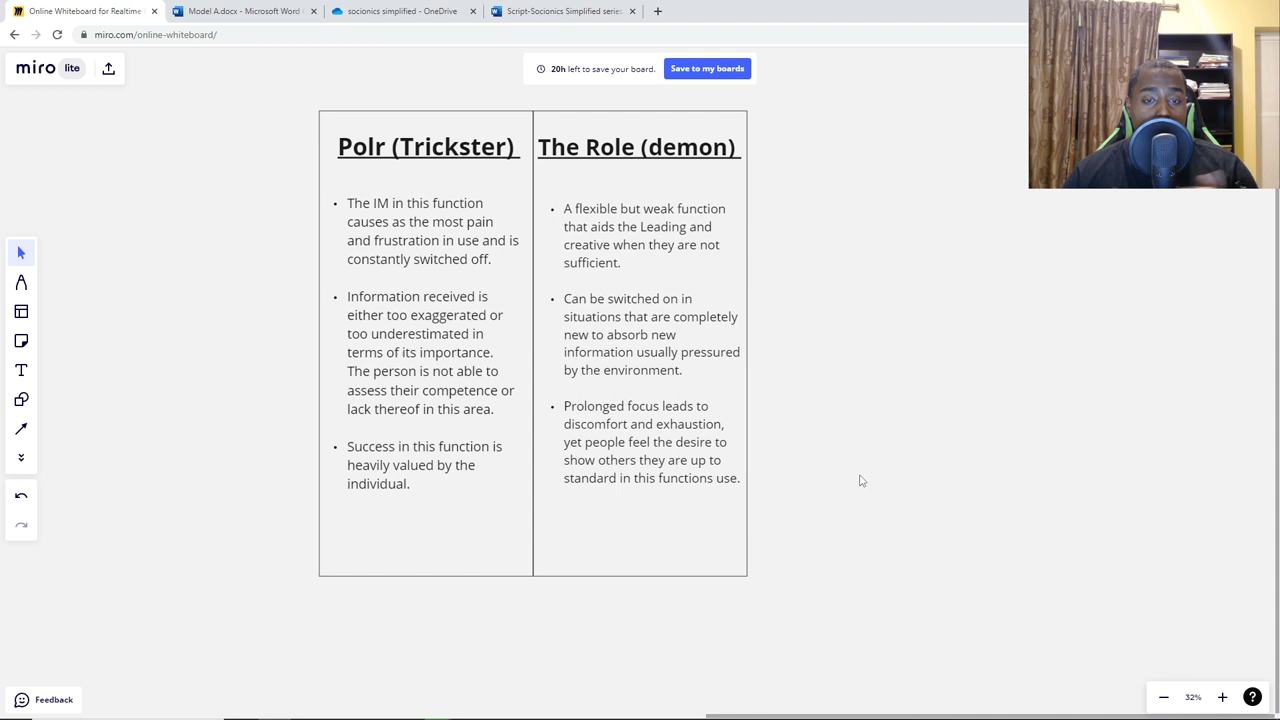 Online Whiteboard for Realtime
Model A.docx - Microsoft Word
socionics simplified - OneDrive
Script-Socionics Simplified series
miro.com/online-whiteboard/
miro lite
20h left to save your board.
Save to my boards
Polr (Trickster)
The IM in this function
causes as the most pain
and frustration in use and is
constantly switched off.
Information received is
either too exaggerated or
too underestimated in
terms of its importance.
The person is not able to
assess their competence or
lack thereof in this area.
Success in this function is
heavily valued by the
individual.
The Role (demon)
A flexible but weak function
that aids the Leading and
creative when they are not
sufficient.
Can be switched on in
situations that are completely
new to absorb new
information usually pressured
by the environment.
Prolonged focus leads to
discomfort and exhaustion,
yet people feel the desire to
show others they are up to
standard in this functions use.
Feedback
32%